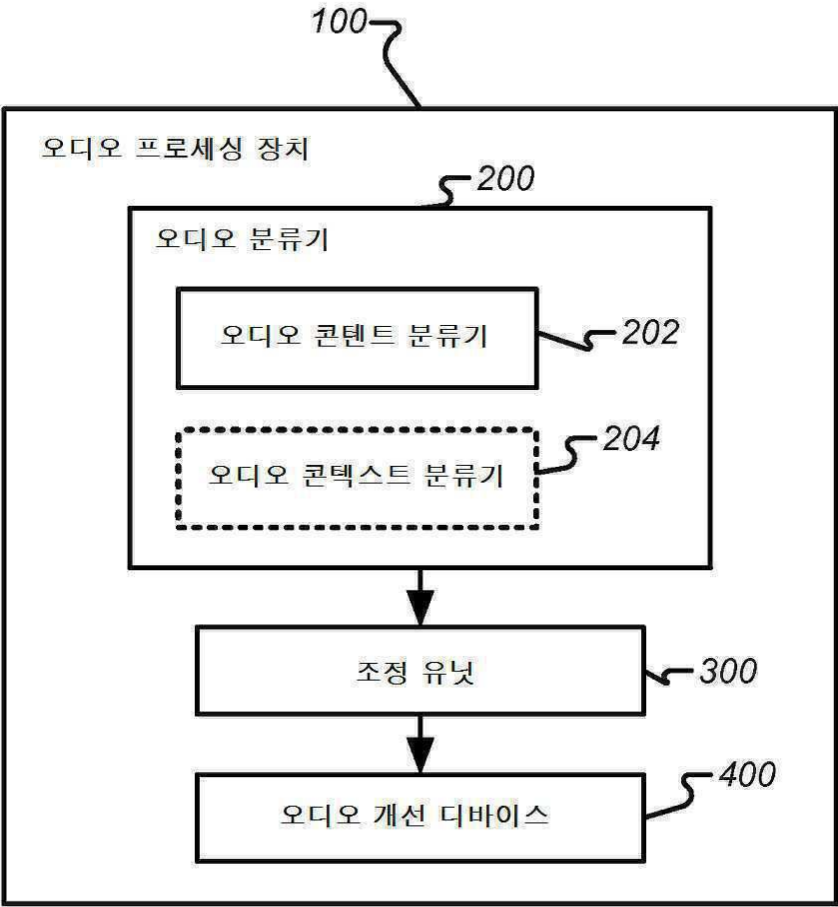 100
오디오 프로세싱 장치
200
오디오 분류기
오디오 콘텐트 분류기
202
204
오디오 콘텍스트 분류기
조정 유닛
300
400
오디오 개선 디바이스